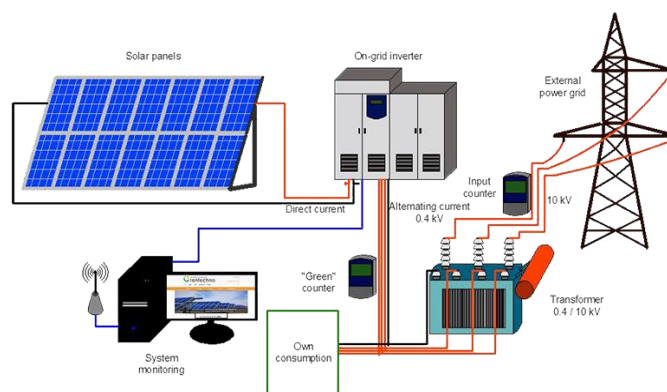 Solar panels
On-grid inverter
External
power grid
Input
counter
10 kV
Direct current
Alternating current
0.4 kV
"Green"
counter
Transformer
0.4 / 10 kV
Own
consumption
System
monitoring